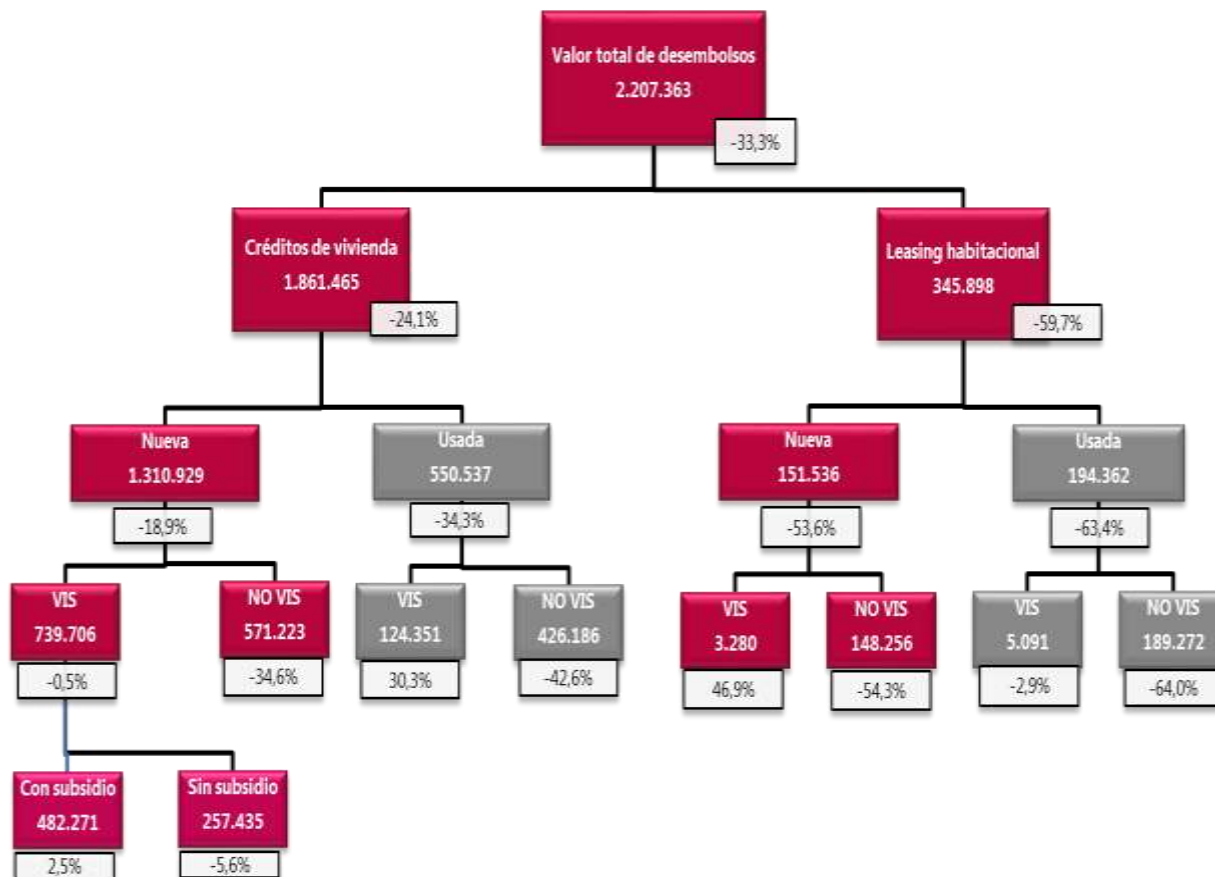 Valor total de desembolsos
2.207.363
-33,3%
Créditos de vivienda
1.861.465
-24,1%
Leasing habitacional
345.898
-59,7%
Nueva
1.310.929
-18,9%
Usada
550.537
-34,3%
Nueva
151.536
-53,6%
Usada
194.362
-63,4%
VIS
739.706
-0,5%
NO VIS
571.223
-34,6%
VIS
124.351
30,3%
NO VIS
426.186
-42,6%
VIS
3.280
46,9%
NO VIS
148.256
-54,3%
VIS
5.091
-2,9%
NO VIS
189.272
-64,0%
Con subsidio
482.271
2,5%
Sin subsidio
257.435
-5,6%